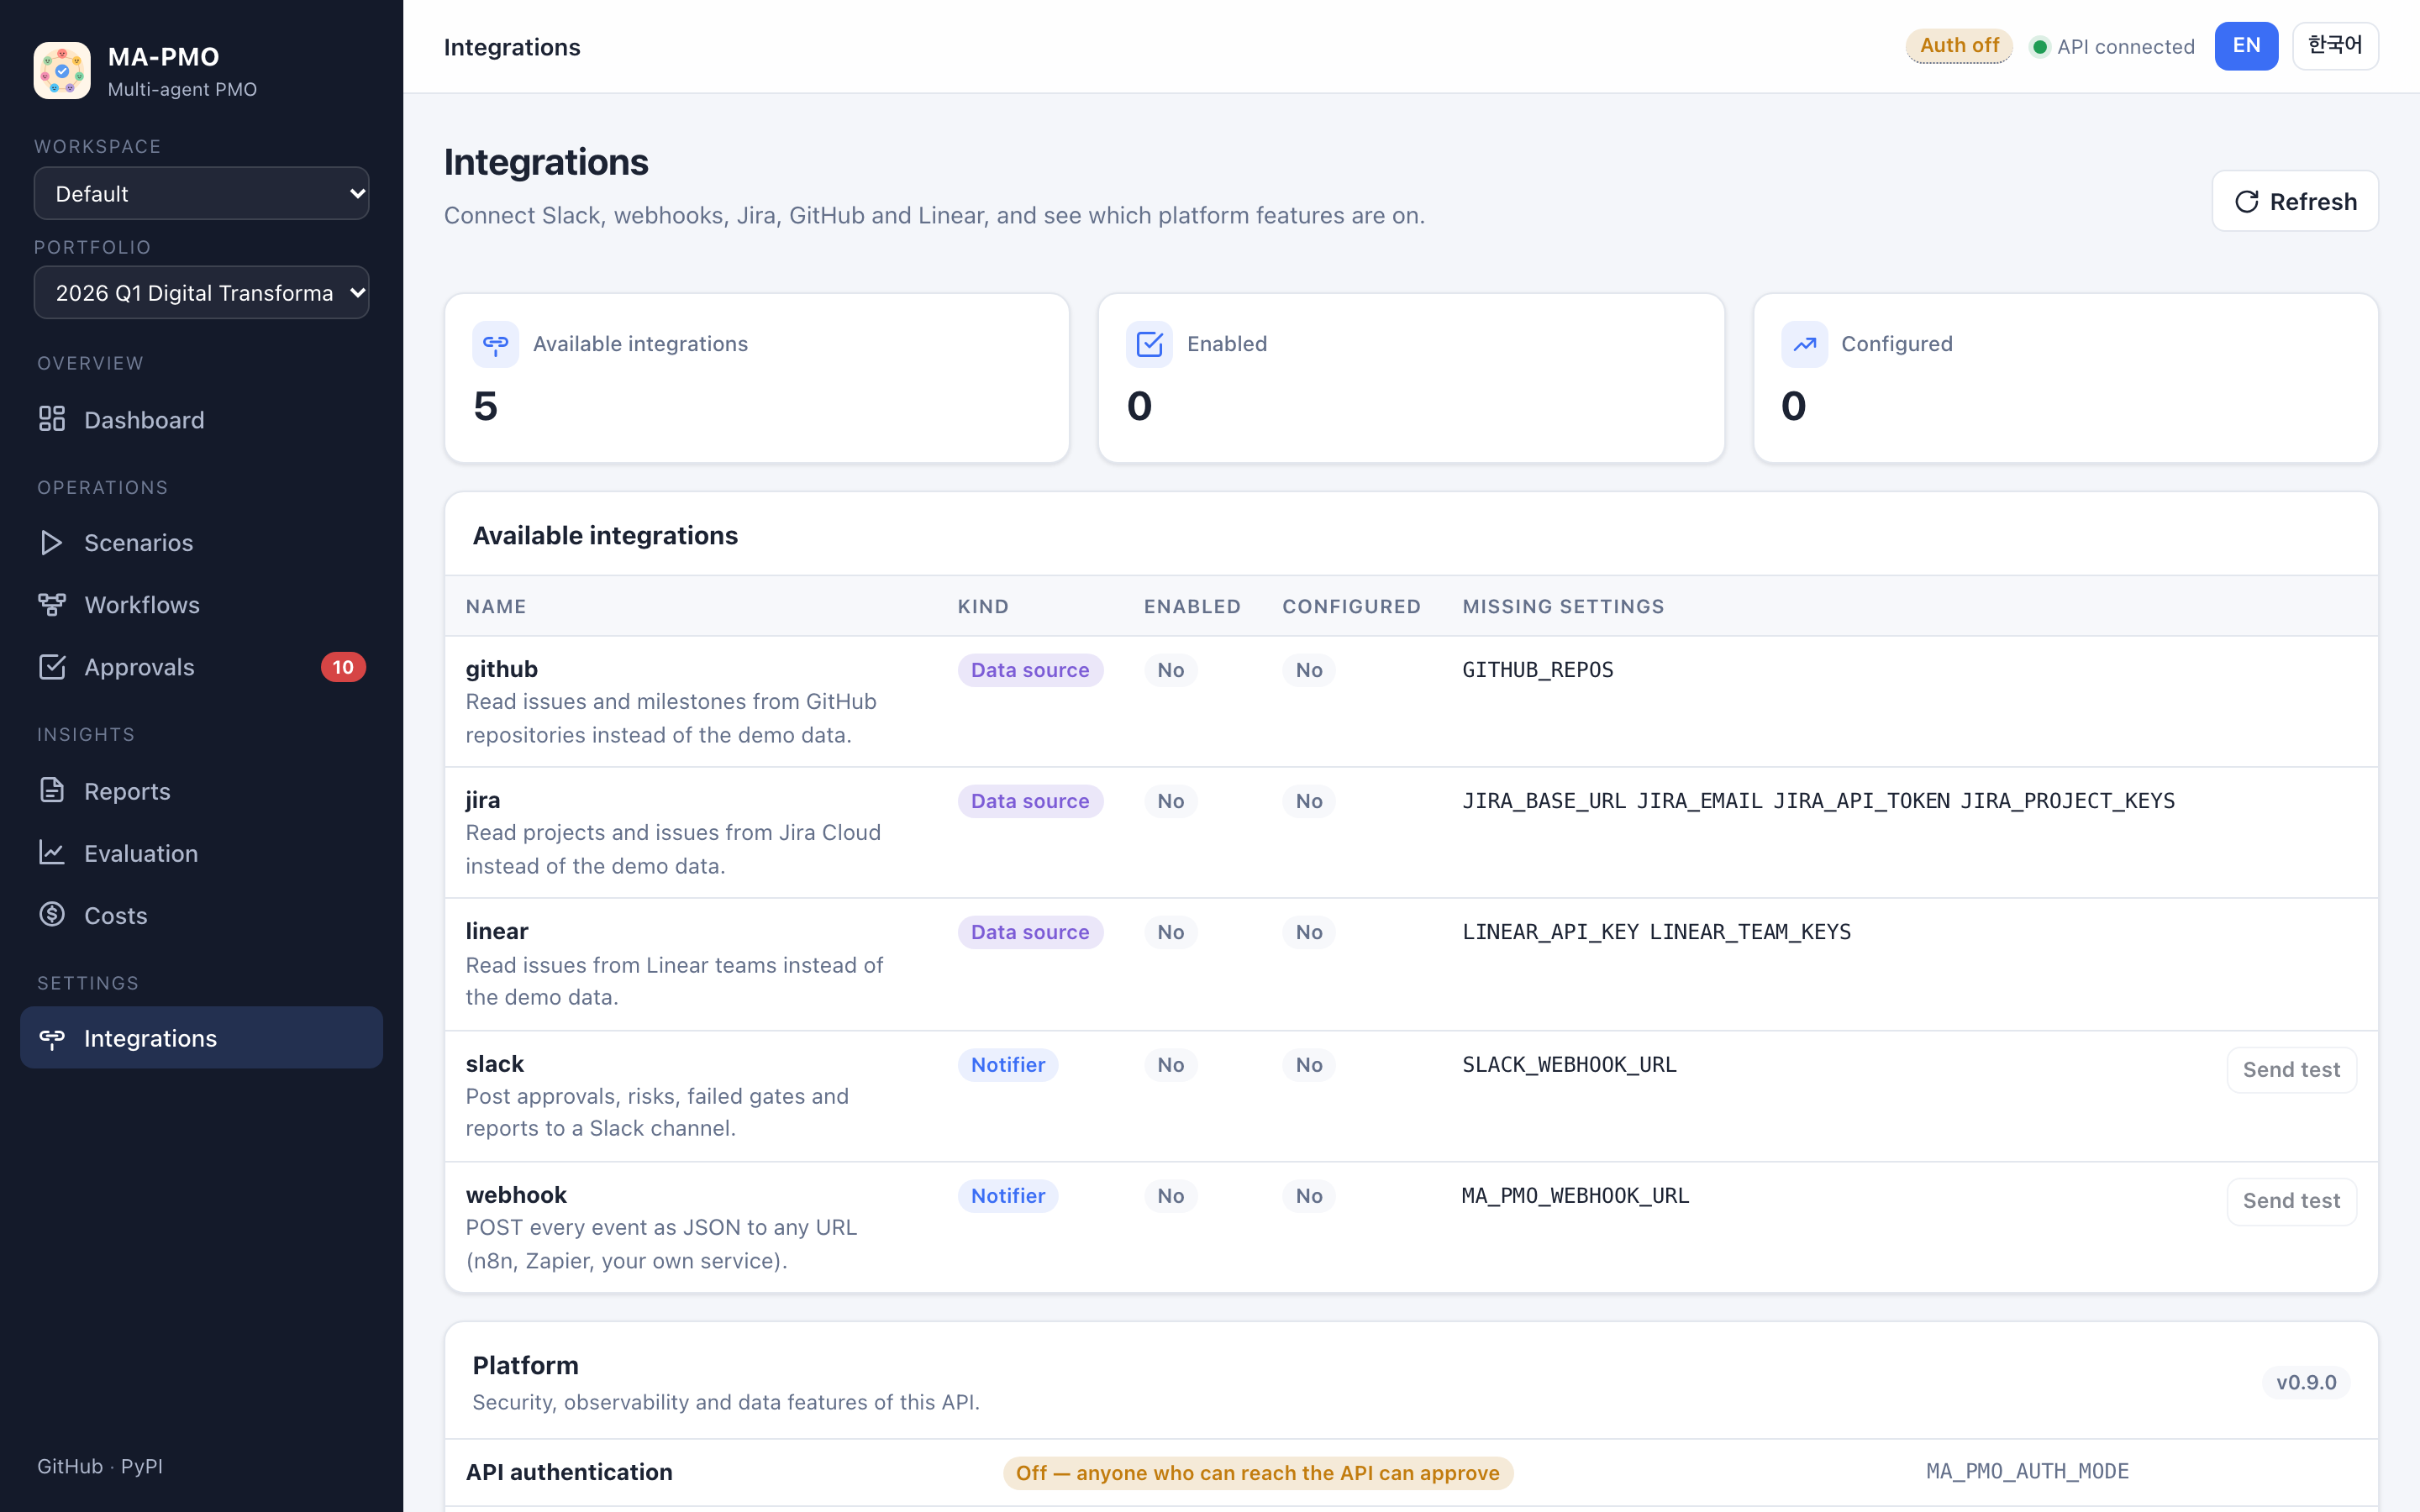 MA-PMO
Multi-agent PMO
WORKSPACE
Default
PORTFOLIO
2026 Q1 Digital Transforma
OVERVIEW
Dashboard
OPERATIONS
Scenarios
Workflows
Approvals 10
INSIGHTS
Reports
Evaluation
Costs
SETTINGS
Integrations
GitHub · PyPI
Integrations
Auth off API connected EN 한국어
Integrations
Connect Slack, webhooks, Jira, GitHub and Linear, and see which platform features are on.
Refresh
Available integrations
5
Enabled
0
Configured
0
Available integrations
NAME KIND ENABLED CONFIGURED MISSING SETTINGS
github Data source No No GITHUB_REPOS
Read issues and milestones from GitHub
repositories instead of the demo data.
jira Data source No No JIRA_BASE_URL JIRA_EMAIL JIRA_API_TOKEN JIRA_PROJECT_KEYS
Read projects and issues from Jira Cloud
instead of the demo data.
linear Data source No No LINEAR_API_KEY LINEAR_TEAM_KEYS
Read issues from Linear teams instead of
the demo data.
slack Notifier No No SLACK_WEBHOOK_URL Send test
Post approvals, risks, failed gates and
reports to a Slack channel.
webhook Notifier No No MA_PMO_WEBHOOK_URL Send test
POST every event as JSON to any URL
(n8n, Zapier, your own service).
Platform
Security, observability and data features of this API.
v0.9.0
API authentication Off — anyone who can reach the API can approve MA_PMO_AUTH_MODE